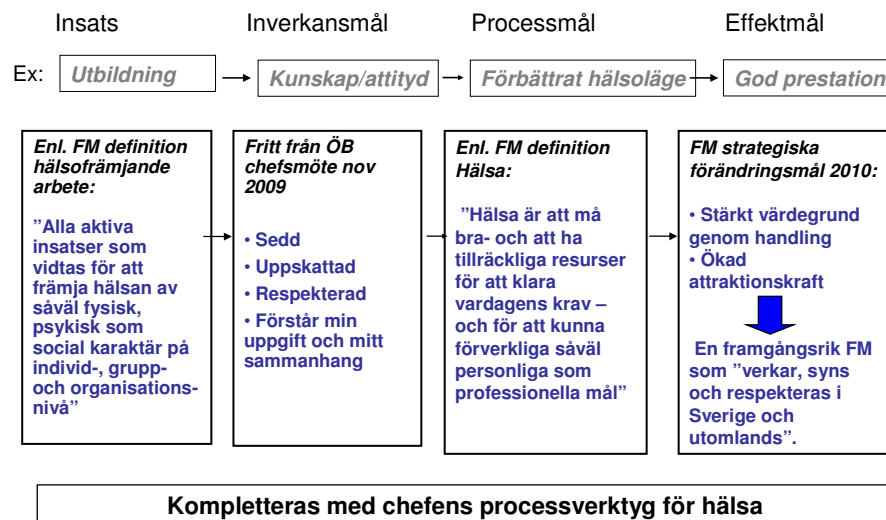 Insats
Inverkansmål
Processmål
Effektmål
Ex:
Utbildning
Kunskap/attityd
Förbättrat hälsoläge
God prestation
Enl. FM definition
hälsofrämjande
arbete:
”Alla aktiva
insatser som
vidtas för att
främja hälsan av
såväl fysisk,
psykisk som
social karaktär på
individ-, grupp-
och organisations-
nivå”
Fritt från ÖB
chefsmöte nov
2009
• Sedd
• Uppskattad
• Respekterad
• Förstår min
uppgift och mitt
sammanhang
Enl. FM definition
Hälsa:
”Hälsa är att må
bra- och att ha
tillräckliga resurser
för att klara
vardagens krav –
och för att kunna
förverkliga såväl
personliga som
professionella mål”
FM strategiska
förändringsmål 2010:
• Stärkt värdegrund
genom handling
• Ökad
attraktionskraft
En framgångsrik FM
som ”verkar, syns
och respekteras i
Sverige och
utomlands”.
Kompletteras med chefens processverktyg för hälsa